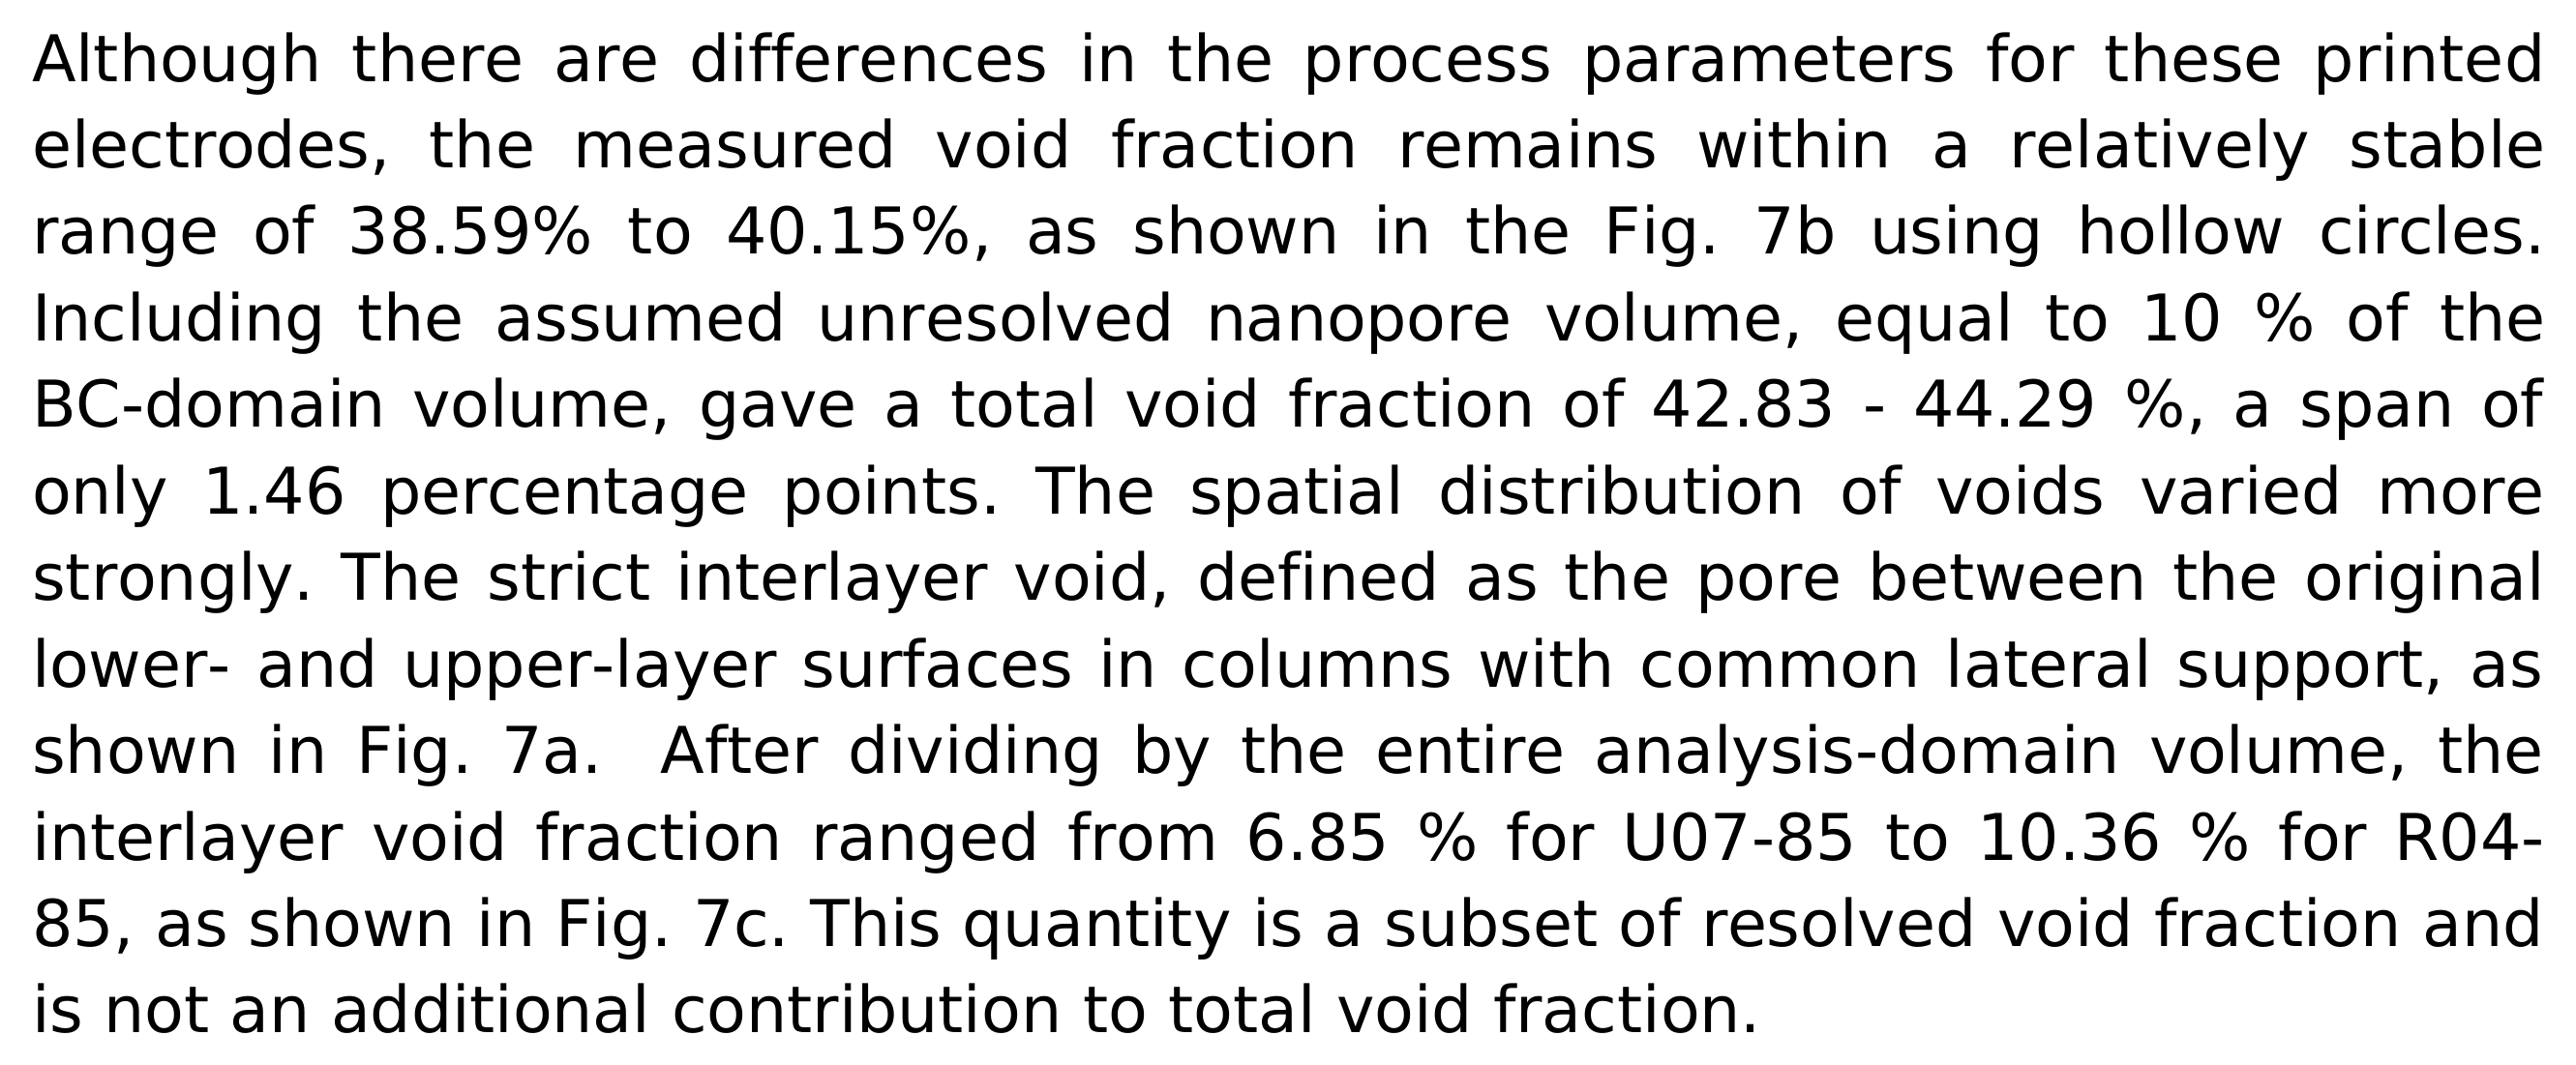 Although there are differences in the process parameters for these printed
electrodes, the measured void fraction remains within a relatively stable
range of 38.59% to 40.15%, as shown in the Fig. 7b using hollow circles.
Including the assumed unresolved nanopore volume, equal to 10 % of the
BC-domain volume, gave a total void fraction of 42.83 - 44.29 %, a span of
only 1.46 percentage points. The spatial distribution of voids varied more
strongly. The strict interlayer void, defined as the pore between the original
lower- and upper-layer surfaces in columns with common lateral support, as
shown in Fig. 7a.  After dividing by the entire analysis-domain volume, the
interlayer void fraction ranged from 6.85 % for U07-85 to 10.36 % for R04-
85, as shown in Fig. 7c. This quantity is a subset of resolved void fraction and
is not an additional contribution to total void fraction.